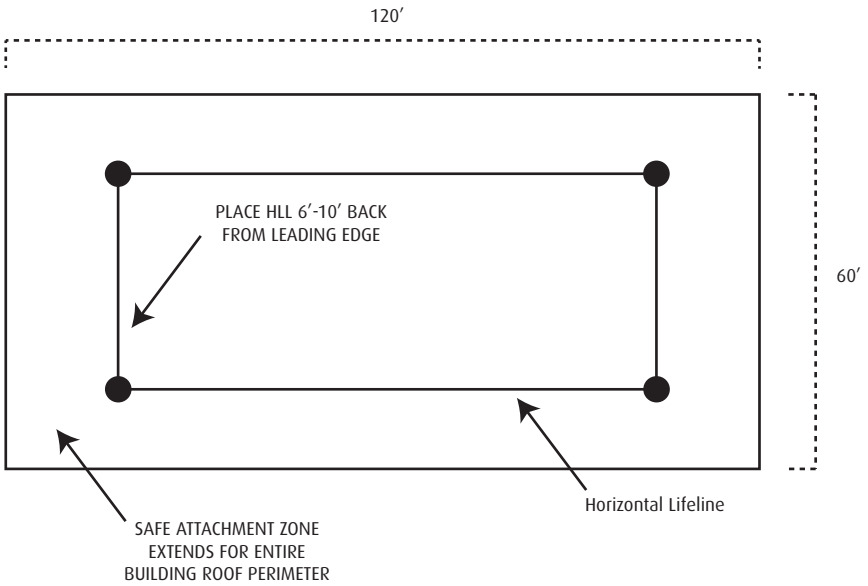 120′
PLACE HLL 6′-10′ BACK
FROM LEADING EDGE
60′
Horizontal Lifeline
SAFE ATTACHMENT ZONE
EXTENDS FOR ENTIRE
BUILDING ROOF PERIMETER